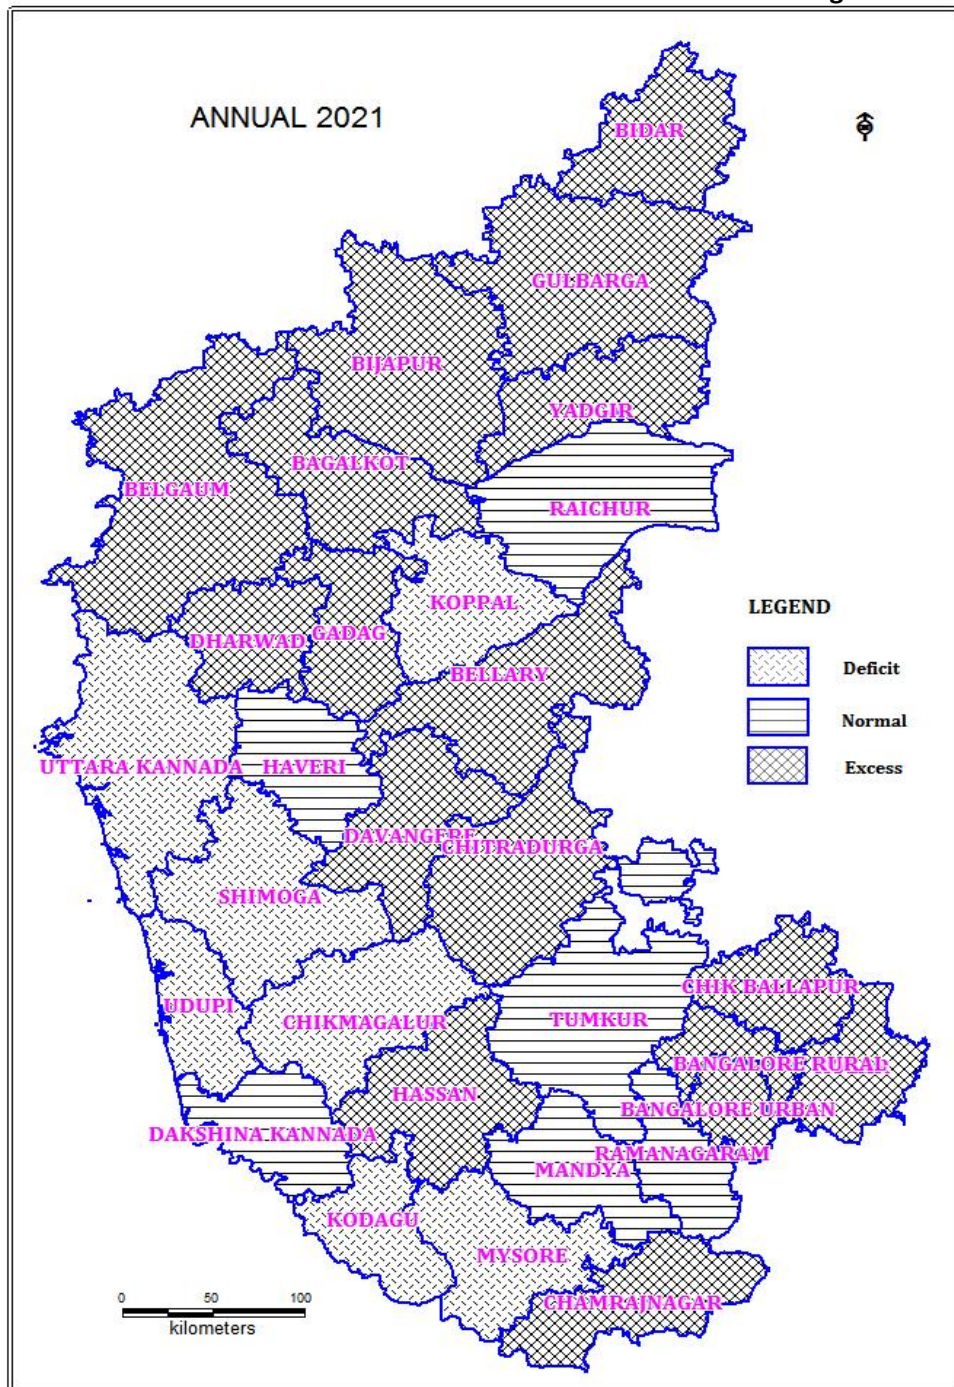 ANNUAL 2021
BIDAR
GULBARGA
BIJAPUR
YADGIR
BAGALKOT
BELGAUM
RAICHUR
KOPPAL
LEGEND
DHARWAD
GADAG
BELLARY
Deficit
Normal
UTTARA KANNADA
HAVERI
Excess
DAVANGERE
CHITRADURGA
SHIMOGA
CHIK BALLAPUR
UDUPI
CHIKMAGALUR
TUMKUR
BANGALORE RURAL
HASSAN
BANGALORE URBAN
DAKSHINA KANNADA
RAMANAGARAM
MANDYA
KODAGU
MYSORE
CHAMRAJNAGAR
0 50 100
kilometers